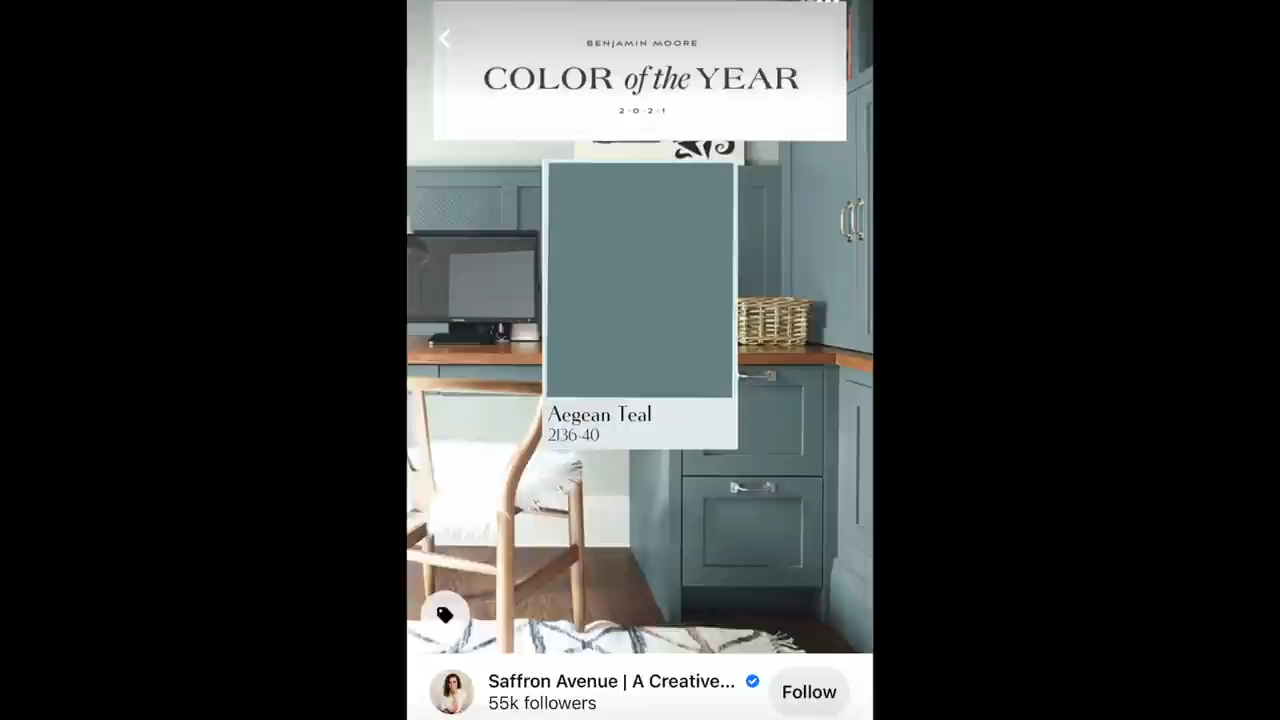 BENJAMIN MOORE
COLOR of the YEAR
2·0·2·1
Aegean Teal
2136-40
Saffron Avenue | A Creative...
55k followers
Follow